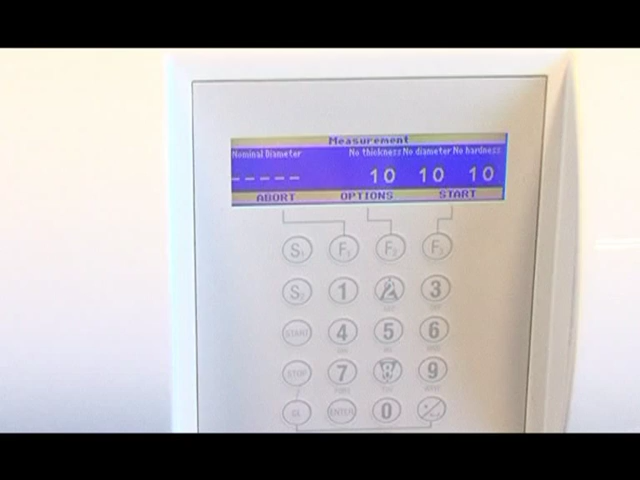 Measurement
Nominal Diameter No thickness No diameter No hardness
_ _ _ _ _ 10 10 10
ABORT OPTIONS START
S1 F1 F2 F3
S2 1 2 3
START 4 5 6
STOP 7 8 9
CL ENTER 0